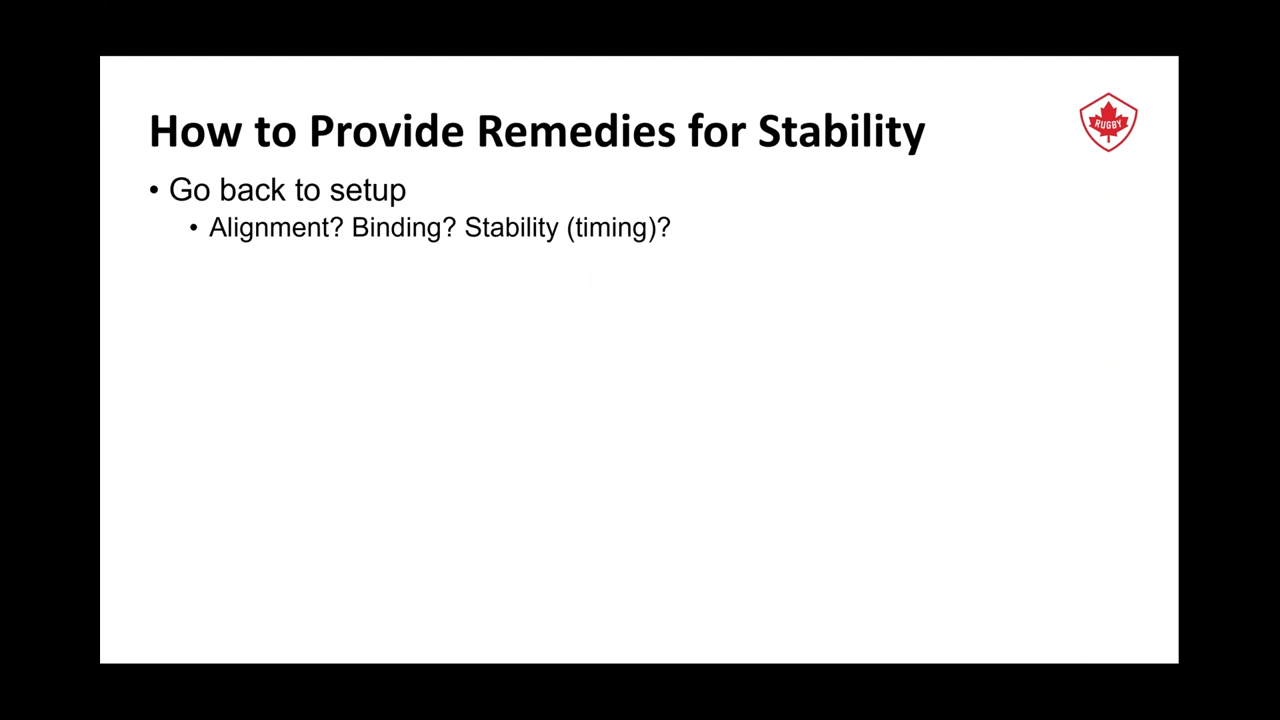 How to Provide Remedies for Stability
RUGBY
• Go back to setup
• Alignment? Binding? Stability (timing)?